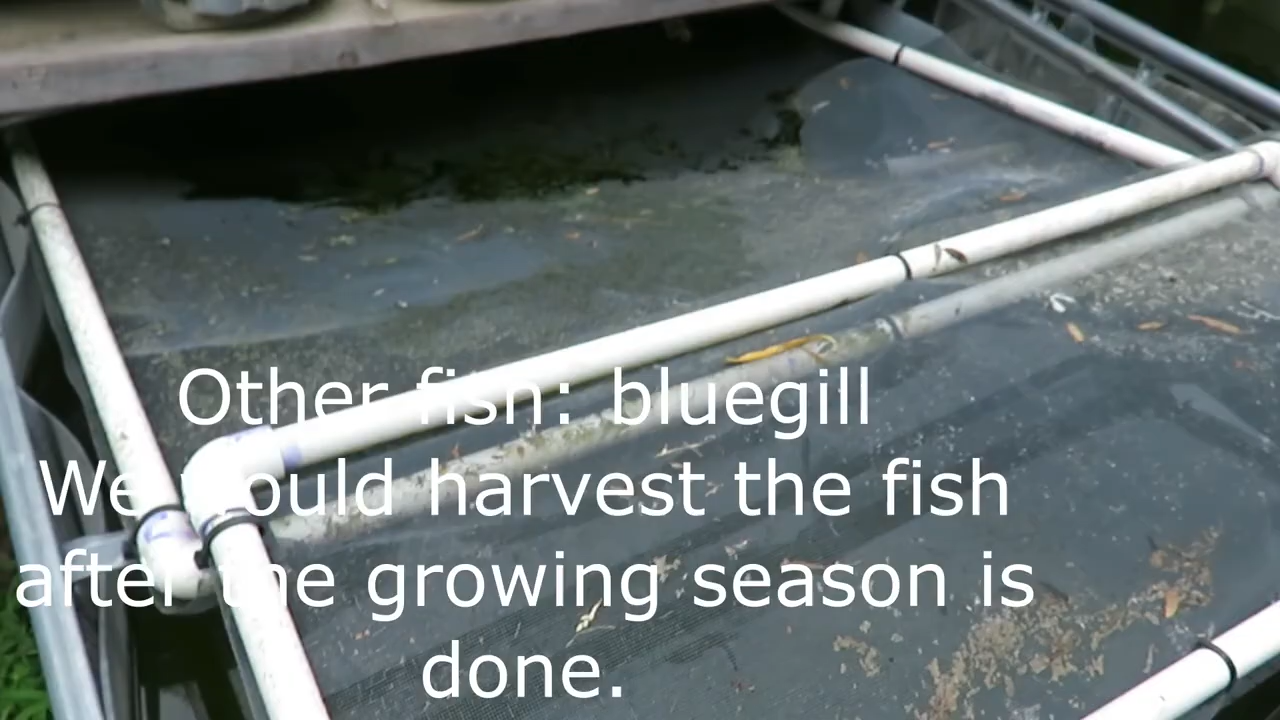 Other fish: bluegill
We would harvest the fish
after the growing season is
done.